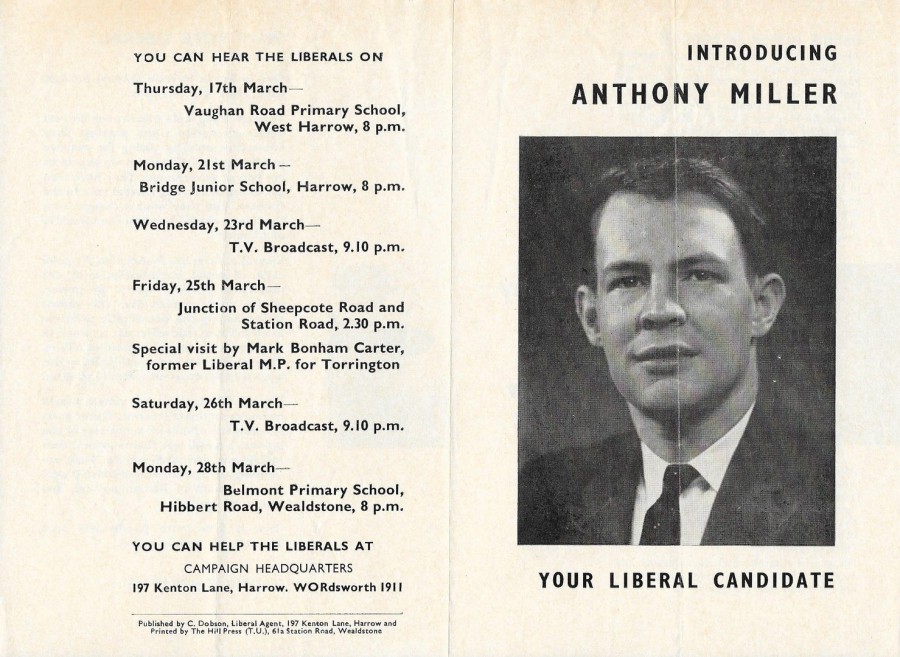 YOU CAN HEAR THE LIBERALS ON
Thursday, 17th March—
Vaughan Road Primary School,
West Harrow, 8 p.m.
Monday, 21st March—
Bridge Junior School, Harrow, 8 p.m.
Wednesday, 23rd March—
T.V. Broadcast, 9.10 p.m.
Friday, 25th March—
Junction of Sheepcote Road and
Station Road, 2.30 p.m.
Special visit by Mark Bonham Carter,
former Liberal M.P. for Torrington
Saturday, 26th March—
T.V. Broadcast, 9.10 p.m.
Monday, 28th March—
Belmont Primary School,
Hibbert Road, Wealdstone, 8 p.m.
YOU CAN HELP THE LIBERALS AT
CAMPAIGN HEADQUARTERS
197 Kenton Lane, Harrow. WORdsworth 1911
Published by C. Dobson, Liberal Agent, 197 Kenton Lane, Harrow and
Printed by The Hill Press (T.U.), 61a Station Road, Wealdstone
INTRODUCING
ANTHONY MILLER
YOUR LIBERAL CANDIDATE